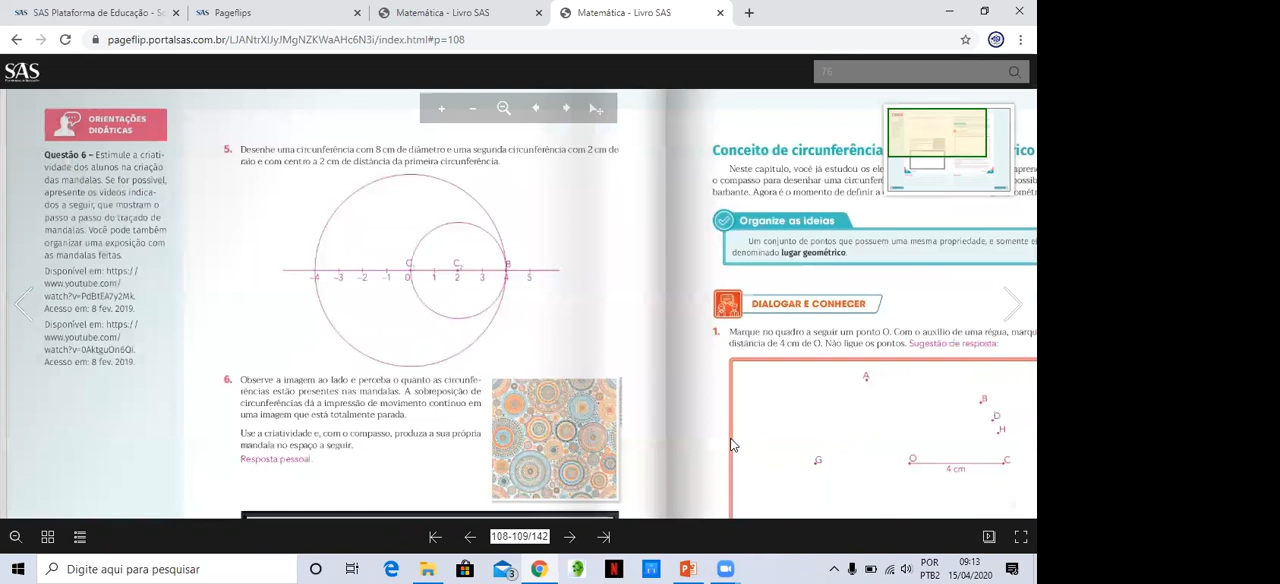 SAS Plataforma de Educação - So
Pageflips
Matemática - Livro SAS
Matemática - Livro SAS
pageflip.portalsas.com.br/LJANtrXlJyJMgNZKWaAHc6N3i/index.html#p=108
SAS
76
ORIENTAÇÕES
DIDÁTICAS
Questão 6 – Estimule a criati-
vidade dos alunos na criação
das mandalas. Se for possível,
apresente os vídeos indica-
dos a seguir, que mostram o
passo a passo do traçado de
mandalas. Você pode também
organizar uma exposição com
as mandalas feitas.
Disponível em: https://
www.youtube.com/
watch?v=PdBtEA7y2Mk.
Acesso em: 8 fev. 2019.
Disponível em: https://
www.youtube.com/
watch?v=0AktguOn6QI.
Acesso em: 8 fev. 2019.
5. Desenhe uma circunferência com 8 cm de diâmetro e uma segunda circunferência com 2 cm de
raio e com centro a 2 cm de distância da primeira circunferência.
C C₂ B
-4 -3 -2 -1 0 1 2 3 4 5
6. Observe a imagem ao lado e perceba o quanto as circunfe-
rências estão presentes nas mandalas. A sobreposição de
circunferências dá a impressão de movimento contínuo em
uma imagem que está totalmente parada.
Use a criatividade e, com o compasso, produza a sua própria
mandala no espaço a seguir.
Resposta pessoal.
Conceito de circunferência
rico
Neste capítulo, você já estudou os ele
o compasso para desenhar uma circunfer
barbante. Agora é o momento de definir a
Organize as ideias
Um conjunto de pontos que possuem uma mesma propriedade, e somente e
denominado lugar geométrico.
DIALOGAR E CONHECER
1. Marque no quadro a seguir um ponto O. Com o auxílio de uma régua, marqu
distância de 4 cm de O. Não ligue os pontos. Sugestão de resposta:
A
B
D
H
G
O
C
4 cm
108-109/142
Digite aqui para pesquisar
3
POR
PTB2
09:13
15/04/2020